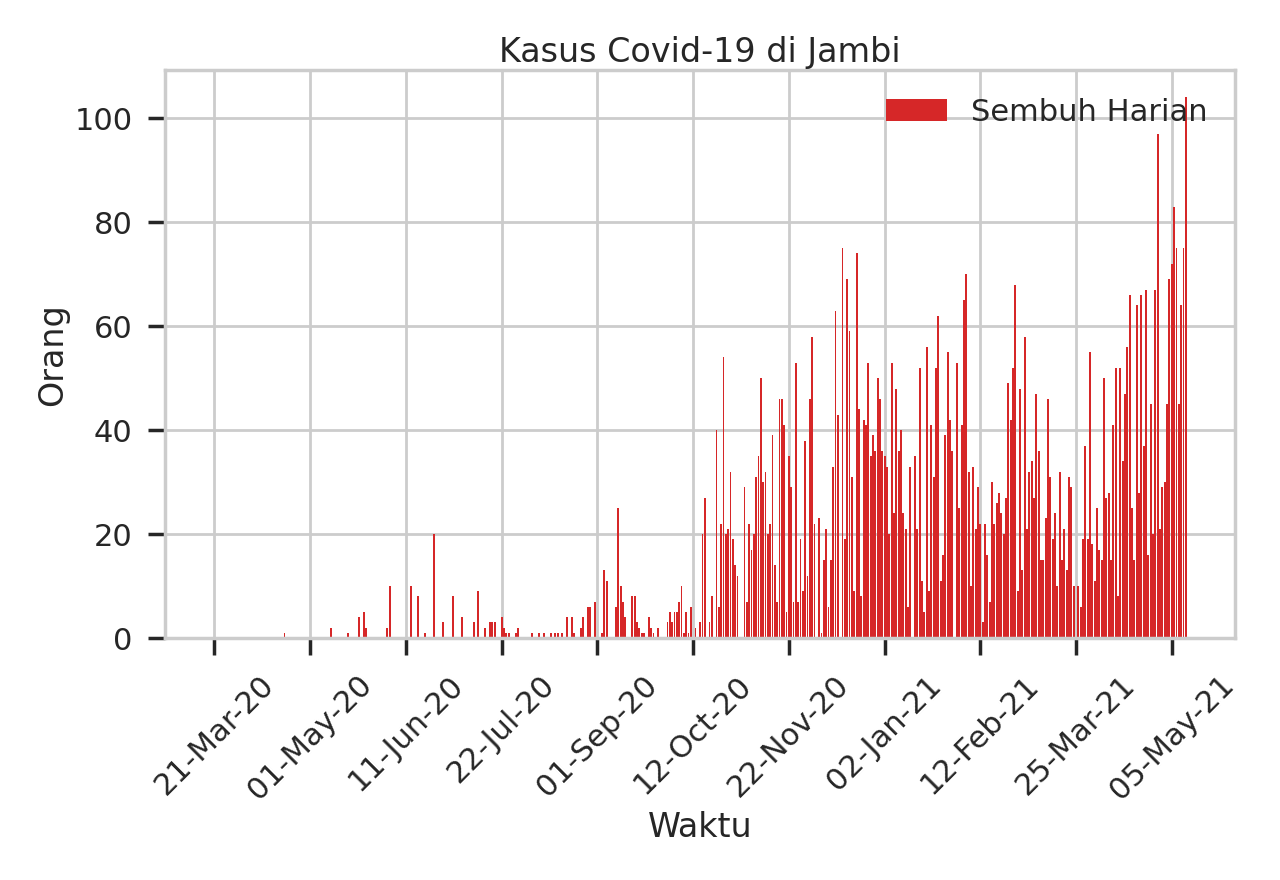 Kasus Covid-19 di Jambi
Sembuh Harian
Orang
100
80
60
40
20
0
21-Mar-20
01-May-20
11-Jun-20
22-Jul-20
01-Sep-20
12-Oct-20
22-Nov-20
02-Jan-21
12-Feb-21
25-Mar-21
05-May-21
Waktu